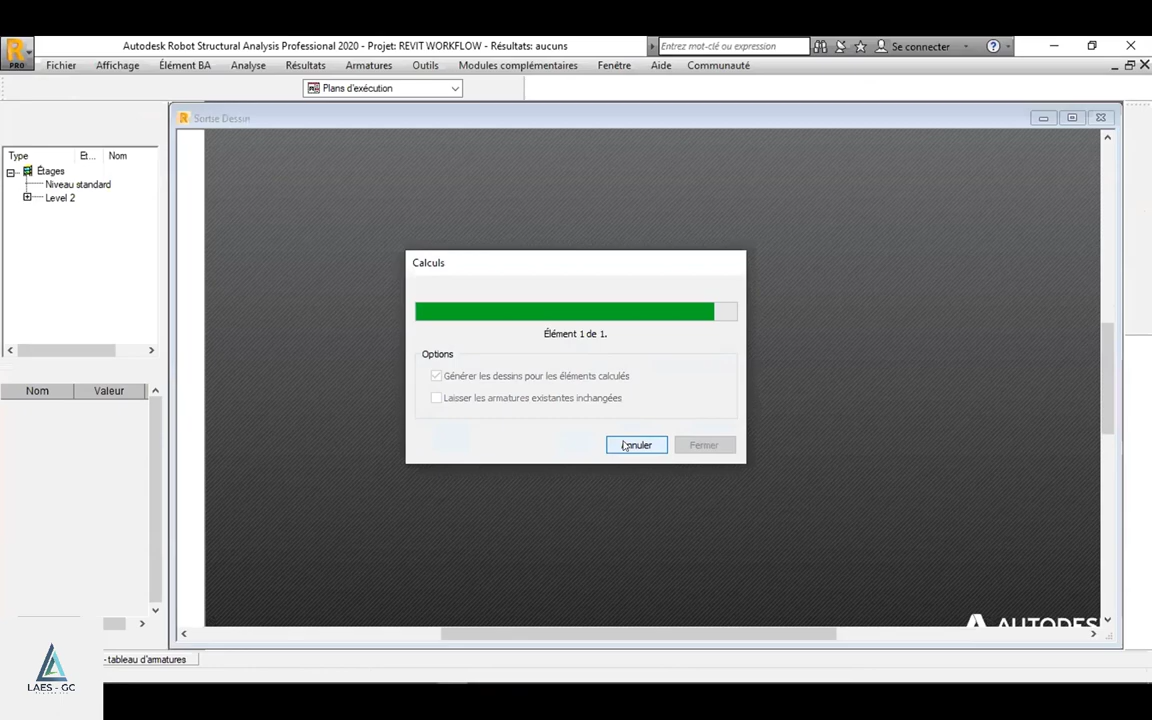 Autodesk Robot Structural Analysis Professional 2020 - Projet: REVIT WORKFLOW - Résultats: aucuns
Entrez mot-clé ou expression
Se connecter
PRO
Fichier Affichage Élément BA Analyse Résultats Armatures Outils Modules complémentaires Fenêtre Aide Communauté
Plans d'exécution
Sortie Dessin
Type Et... Nom
Étages
Niveau standard
Level 2
Calculs
Élément 1 de 1.
Options
Générer les dessins pour les éléments calculés
Laisser les armatures existantes inchangées
Annuler Fermer
Nom Valeur
AUTODES
- tableau d'armatures
LAES - GC